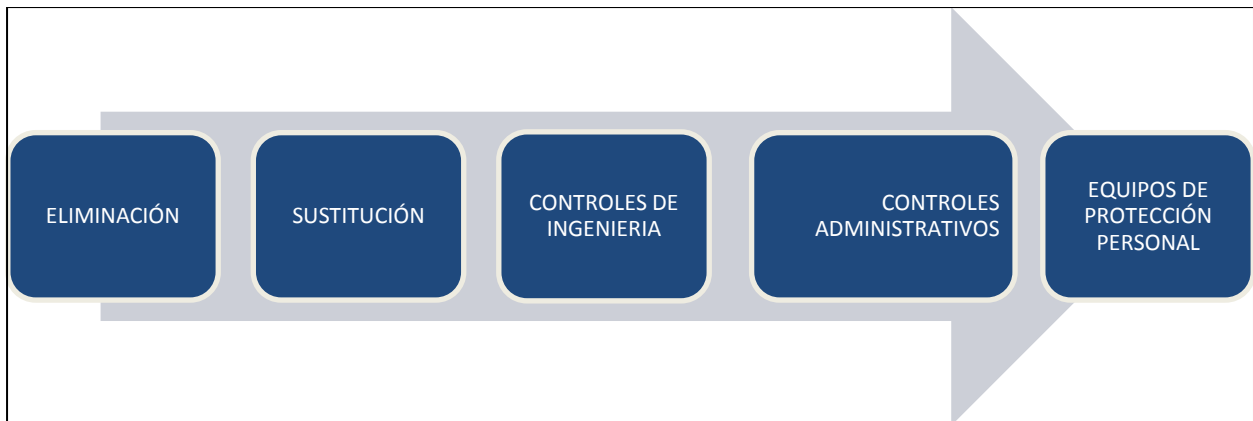 ELIMINACIÓN
SUSTITUCIÓN
CONTROLES DE
INGENIERIA
CONTROLES
ADMINISTRATIVOS
EQUIPOS DE
PROTECCIÓN
PERSONAL